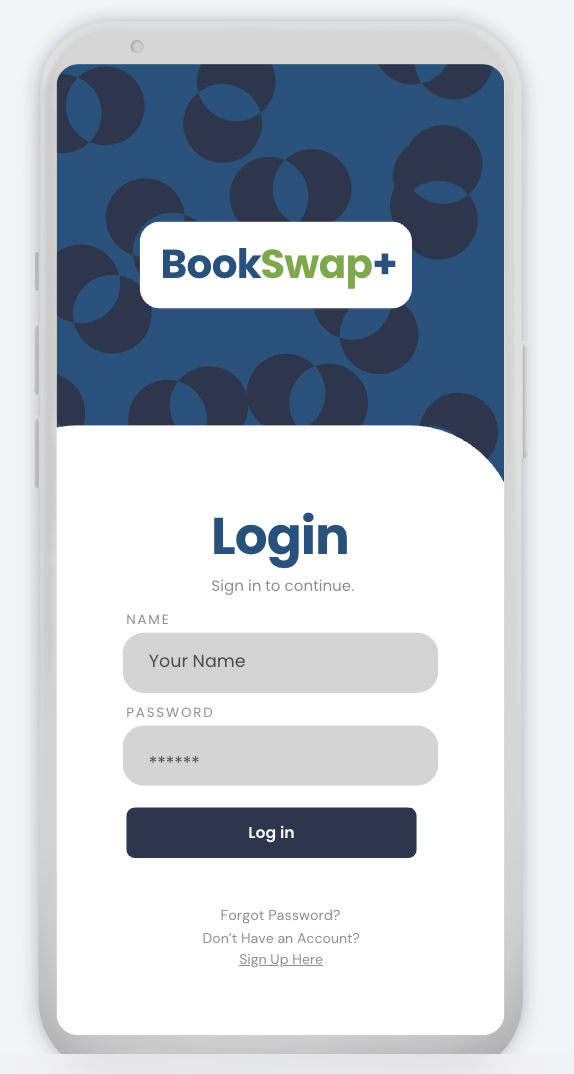 BookSwap+
Login
Sign in to continue.
NAME
Your Name
PASSWORD
******
Log in
Forgot Password?
Don’t Have an Account?
Sign Up Here